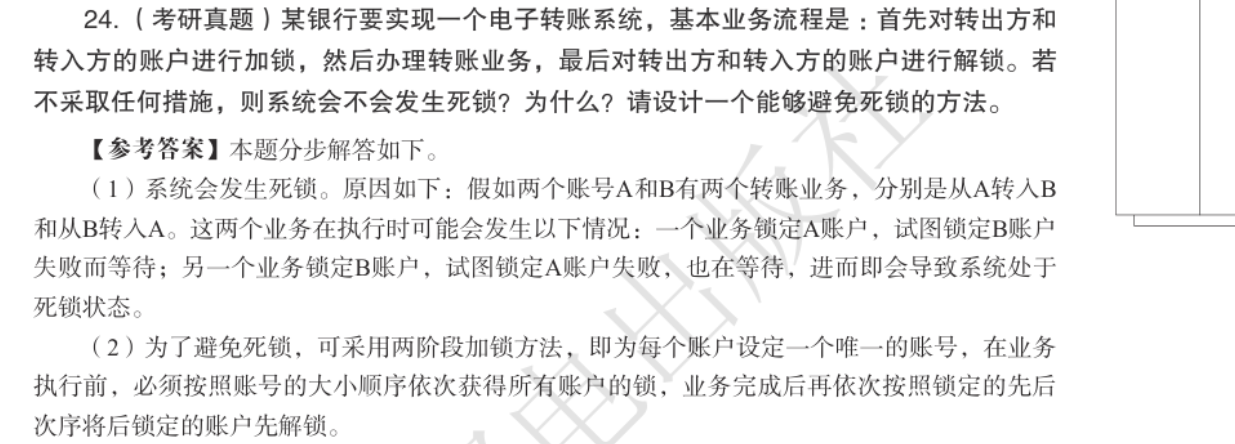 24.（考研真题）某银行要实现一个电子转账系统，基本业务流程是：首先对转出方和
转入方的账户进行加锁，然后办理转账业务，最后对转出方和转入方的账户进行解锁。若
不采取任何措施，则系统会不会发生死锁？为什么？请设计一个能够避免死锁的方法。
【参考答案】本题分步解答如下。
（1）系统会发生死锁。原因如下：假如两个账号A和B有两个转账业务，分别是从A转入B
和从B转入A。这两个业务在执行时可能会发生以下情况：一个业务锁定A账户，试图锁定B账户
失败而等待；另一个业务锁定B账户，试图锁定A账户失败，也在等待，进而即会导致系统处于
死锁状态。
（2）为了避免死锁，可采用两阶段加锁方法，即为每个账户设定一个唯一的账号，在业务
执行前，必须按照账号的大小顺序依次获得所有账户的锁，业务完成后再依次按照锁定的先后
次序将后锁定的账户先解锁。
电出版社